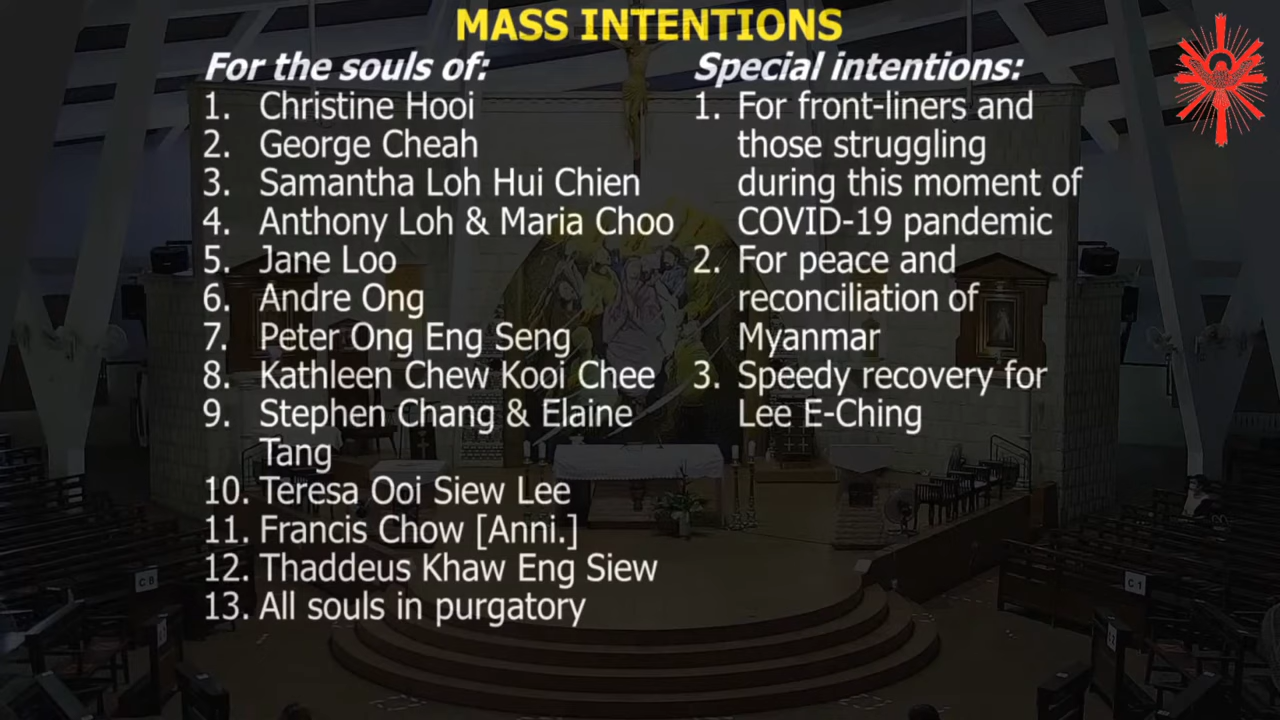 MASS INTENTIONS
For the souls of:
1. Christine Hooi
2. George Cheah
3. Samantha Loh Hui Chien
4. Anthony Loh & Maria Choo
5. Jane Loo
6. Andre Ong
7. Peter Ong Eng Seng
8. Kathleen Chew Kooi Chee
9. Stephen Chang & Elaine
Tang
10. Teresa Ooi Siew Lee
11. Francis Chow [Anni.]
12. Thaddeus Khaw Eng Siew
13. All souls in purgatory
Special intentions:
1. For front-liners and
those struggling
during this moment of
COVID-19 pandemic
2. For peace and
reconciliation of
Myanmar
3. Speedy recovery for
Lee E-Ching
C 8
C 1